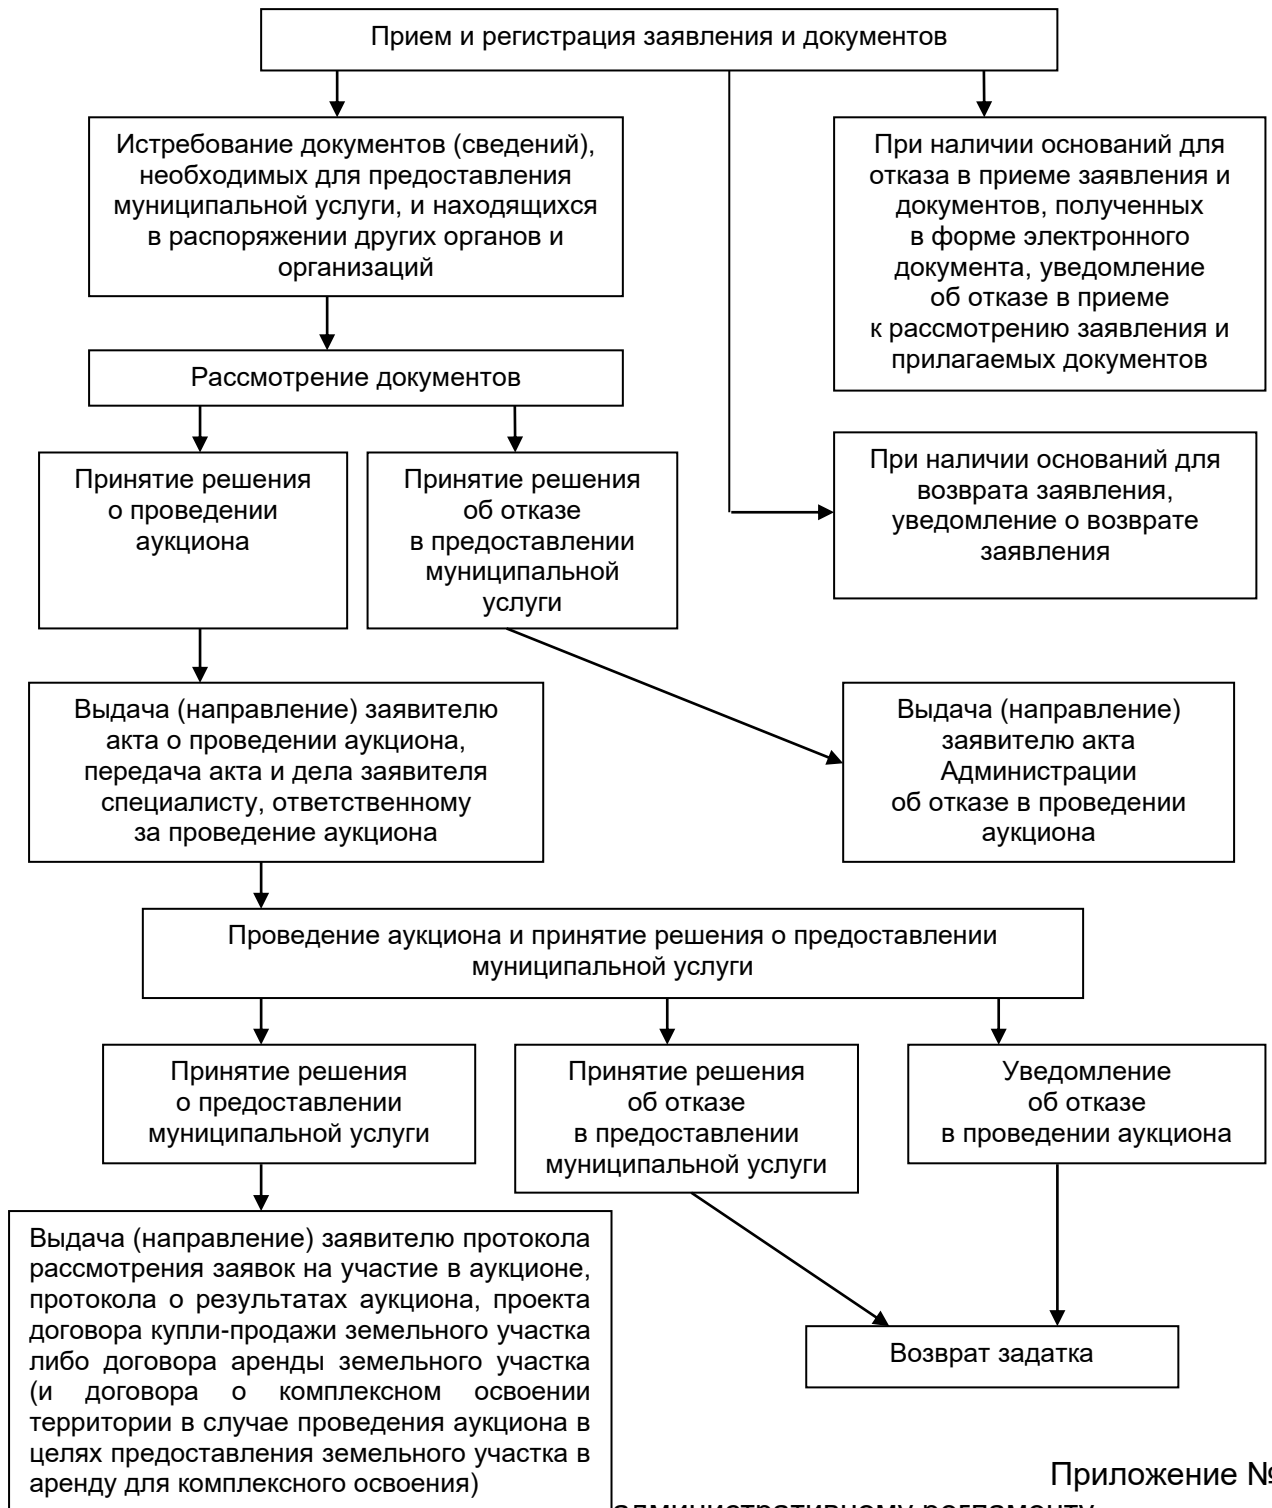 Прием и регистрация заявления и документов
Истребование документов (сведений),
необходимых для предоставления
муниципальной услуги, и находящихся
в распоряжении других органов и
организаций
При наличии оснований для
отказа в приеме заявления и
документов, полученных
в форме электронного
документа, уведомление
об отказе в приеме
к рассмотрению заявления и
прилагаемых документов
Рассмотрение документов
При наличии оснований для
возврата заявления,
уведомление о возврате
заявления
Принятие решения
о проведении
аукциона
Принятие решения
об отказе
в предоставлении
муниципальной
услуги
Выдача (направление) заявителю
акта о проведении аукциона,
передача акта и дела заявителя
специалисту, ответственному
за проведение аукциона
Выдача (направление)
заявителю акта
Администрации
об отказе в проведении
аукциона
Проведение аукциона и принятие решения о предоставлении
муниципальной услуги
Принятие решения
о предоставлении
муниципальной услуги
Принятие решения
об отказе
в предоставлении
муниципальной услуги
Уведомление
об отказе
в проведении аукциона
Выдача (направление) заявителю протокола
рассмотрения заявок на участие в аукционе,
протокола о результатах аукциона, проекта
договора купли-продажи земельного участка
либо договора аренды земельного участка
(и договора о комплексном освоении
территории в случае проведения аукциона в
целях предоставления земельного участка в
аренду для комплексного освоения)
Возврат задатка
Приложение №
административному регламенту